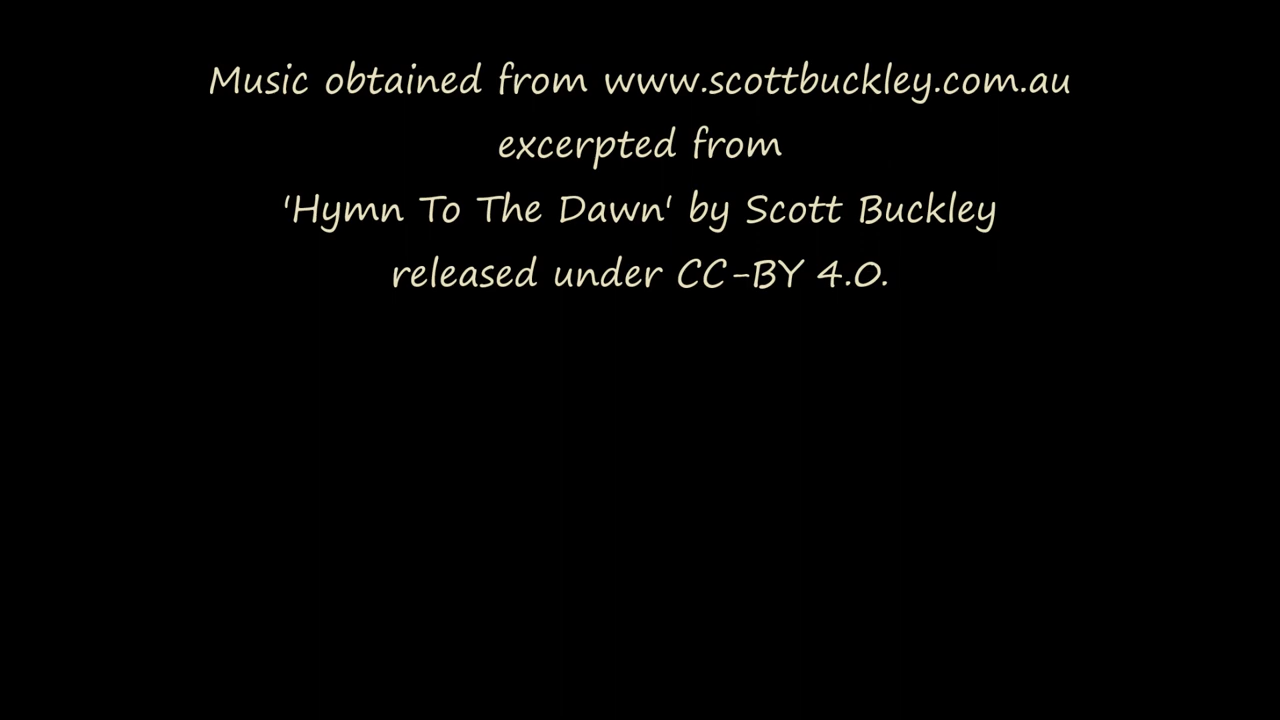 Music obtained from www.scottbuckley.com.au
excerpted from
'Hymn To The Dawn' by Scott Buckley
released under CC-BY 4.0.